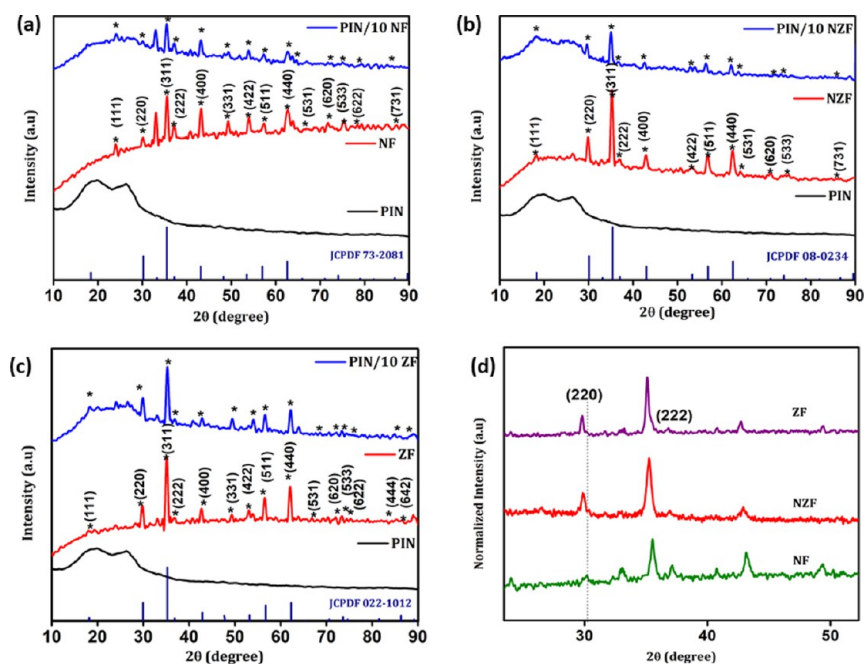 (a)
PIN/10 NF
(111)
(220)
(311)
(222)
(400)
(331)
(422)
(511)
(440)
(531)
(620)
(533)
(622)
(731)
NF
PIN
JCPDF 73-2081
Intensity (a.u)
10 20 30 40 50 60 70 80 90
2θ (degree)
(b)
PIN/10 NZF
(111)
(220)
(311)
(222)
(400)
(422)
(511)
(440)
(531)
(620)
(533)
(731)
NZF
PIN
JCPDF 08-0234
Intensity (a.u)
10 20 30 40 50 60 70 80 90
2θ (degree)
(c)
PIN/10 ZF
(111)
(220)
(311)
(222)
(400)
(331)
(422)
(511)
(440)
(531)
(620)
(533)
(622)
(444)
(642)
ZF
PIN
JCPDF 022-1012
Intensity (a.u)
10 20 30 40 50 60 70 80 90
2θ (degree)
(d)
(220)
(222)
ZF
NZF
NF
Normalized Intensity (a.u)
30 40 50
2θ (degree)